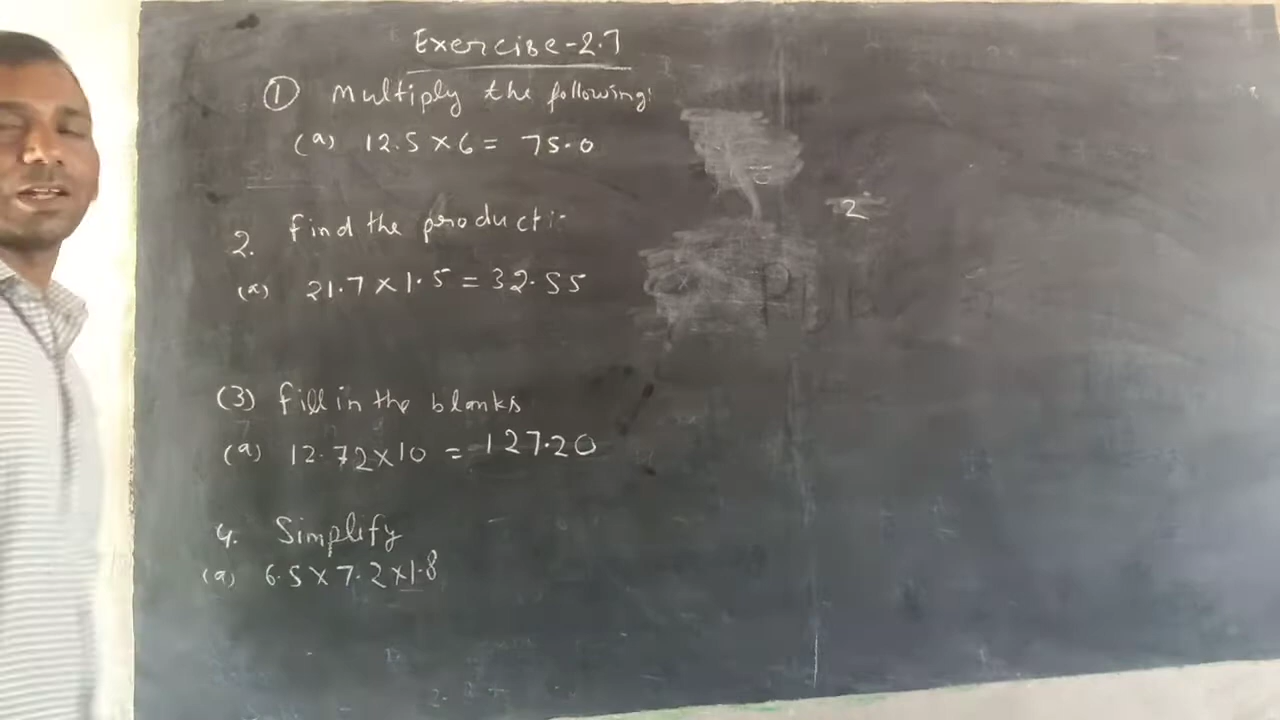 Exercise-2.7
① Multiply the following:
(a) 12.5 × 6 = 75.0
2. Find the product:
(a) 21.7 × 1.5 = 32.55
(3) fill in the blanks
(a) 12.72 × 10 = 127.20
4. Simplify
(a) 6.5 × 7.2 × 1.8
2